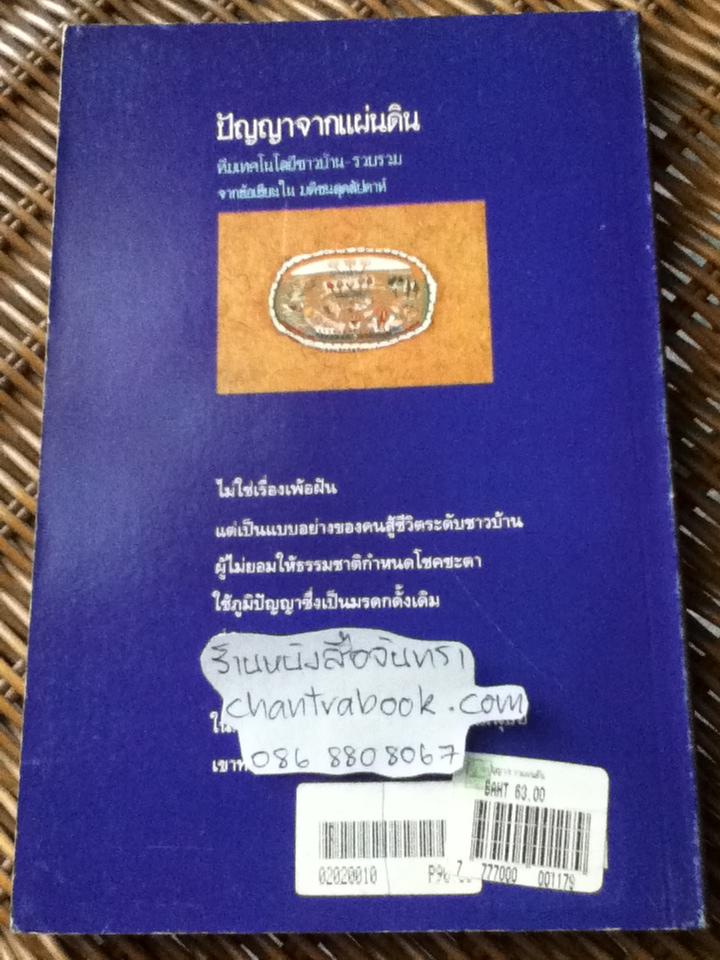 ปัญญาจากแผ่นดิน
ทีมเทคโนโลยีชาวบ้าน รวบรวม
จากข้อเขียนใน มติชนสุดสัปดาห์
ไม่ใช่เรื่องเพ้อฝัน
แต่เป็นแบบอย่างของคนสู้ชีวิตระดับชาวบ้าน
ผู้ไม่ยอมให้ธรรมชาติกำหนดโชคชะตา
ใช้ภูมิปัญญาซึ่งเป็นมรดกดั้งเดิม
ร้านหนังสือจันทรา
chantrabook.com
086 8808067
เขา
BAHT 63.00
02020010
7 777000 001179